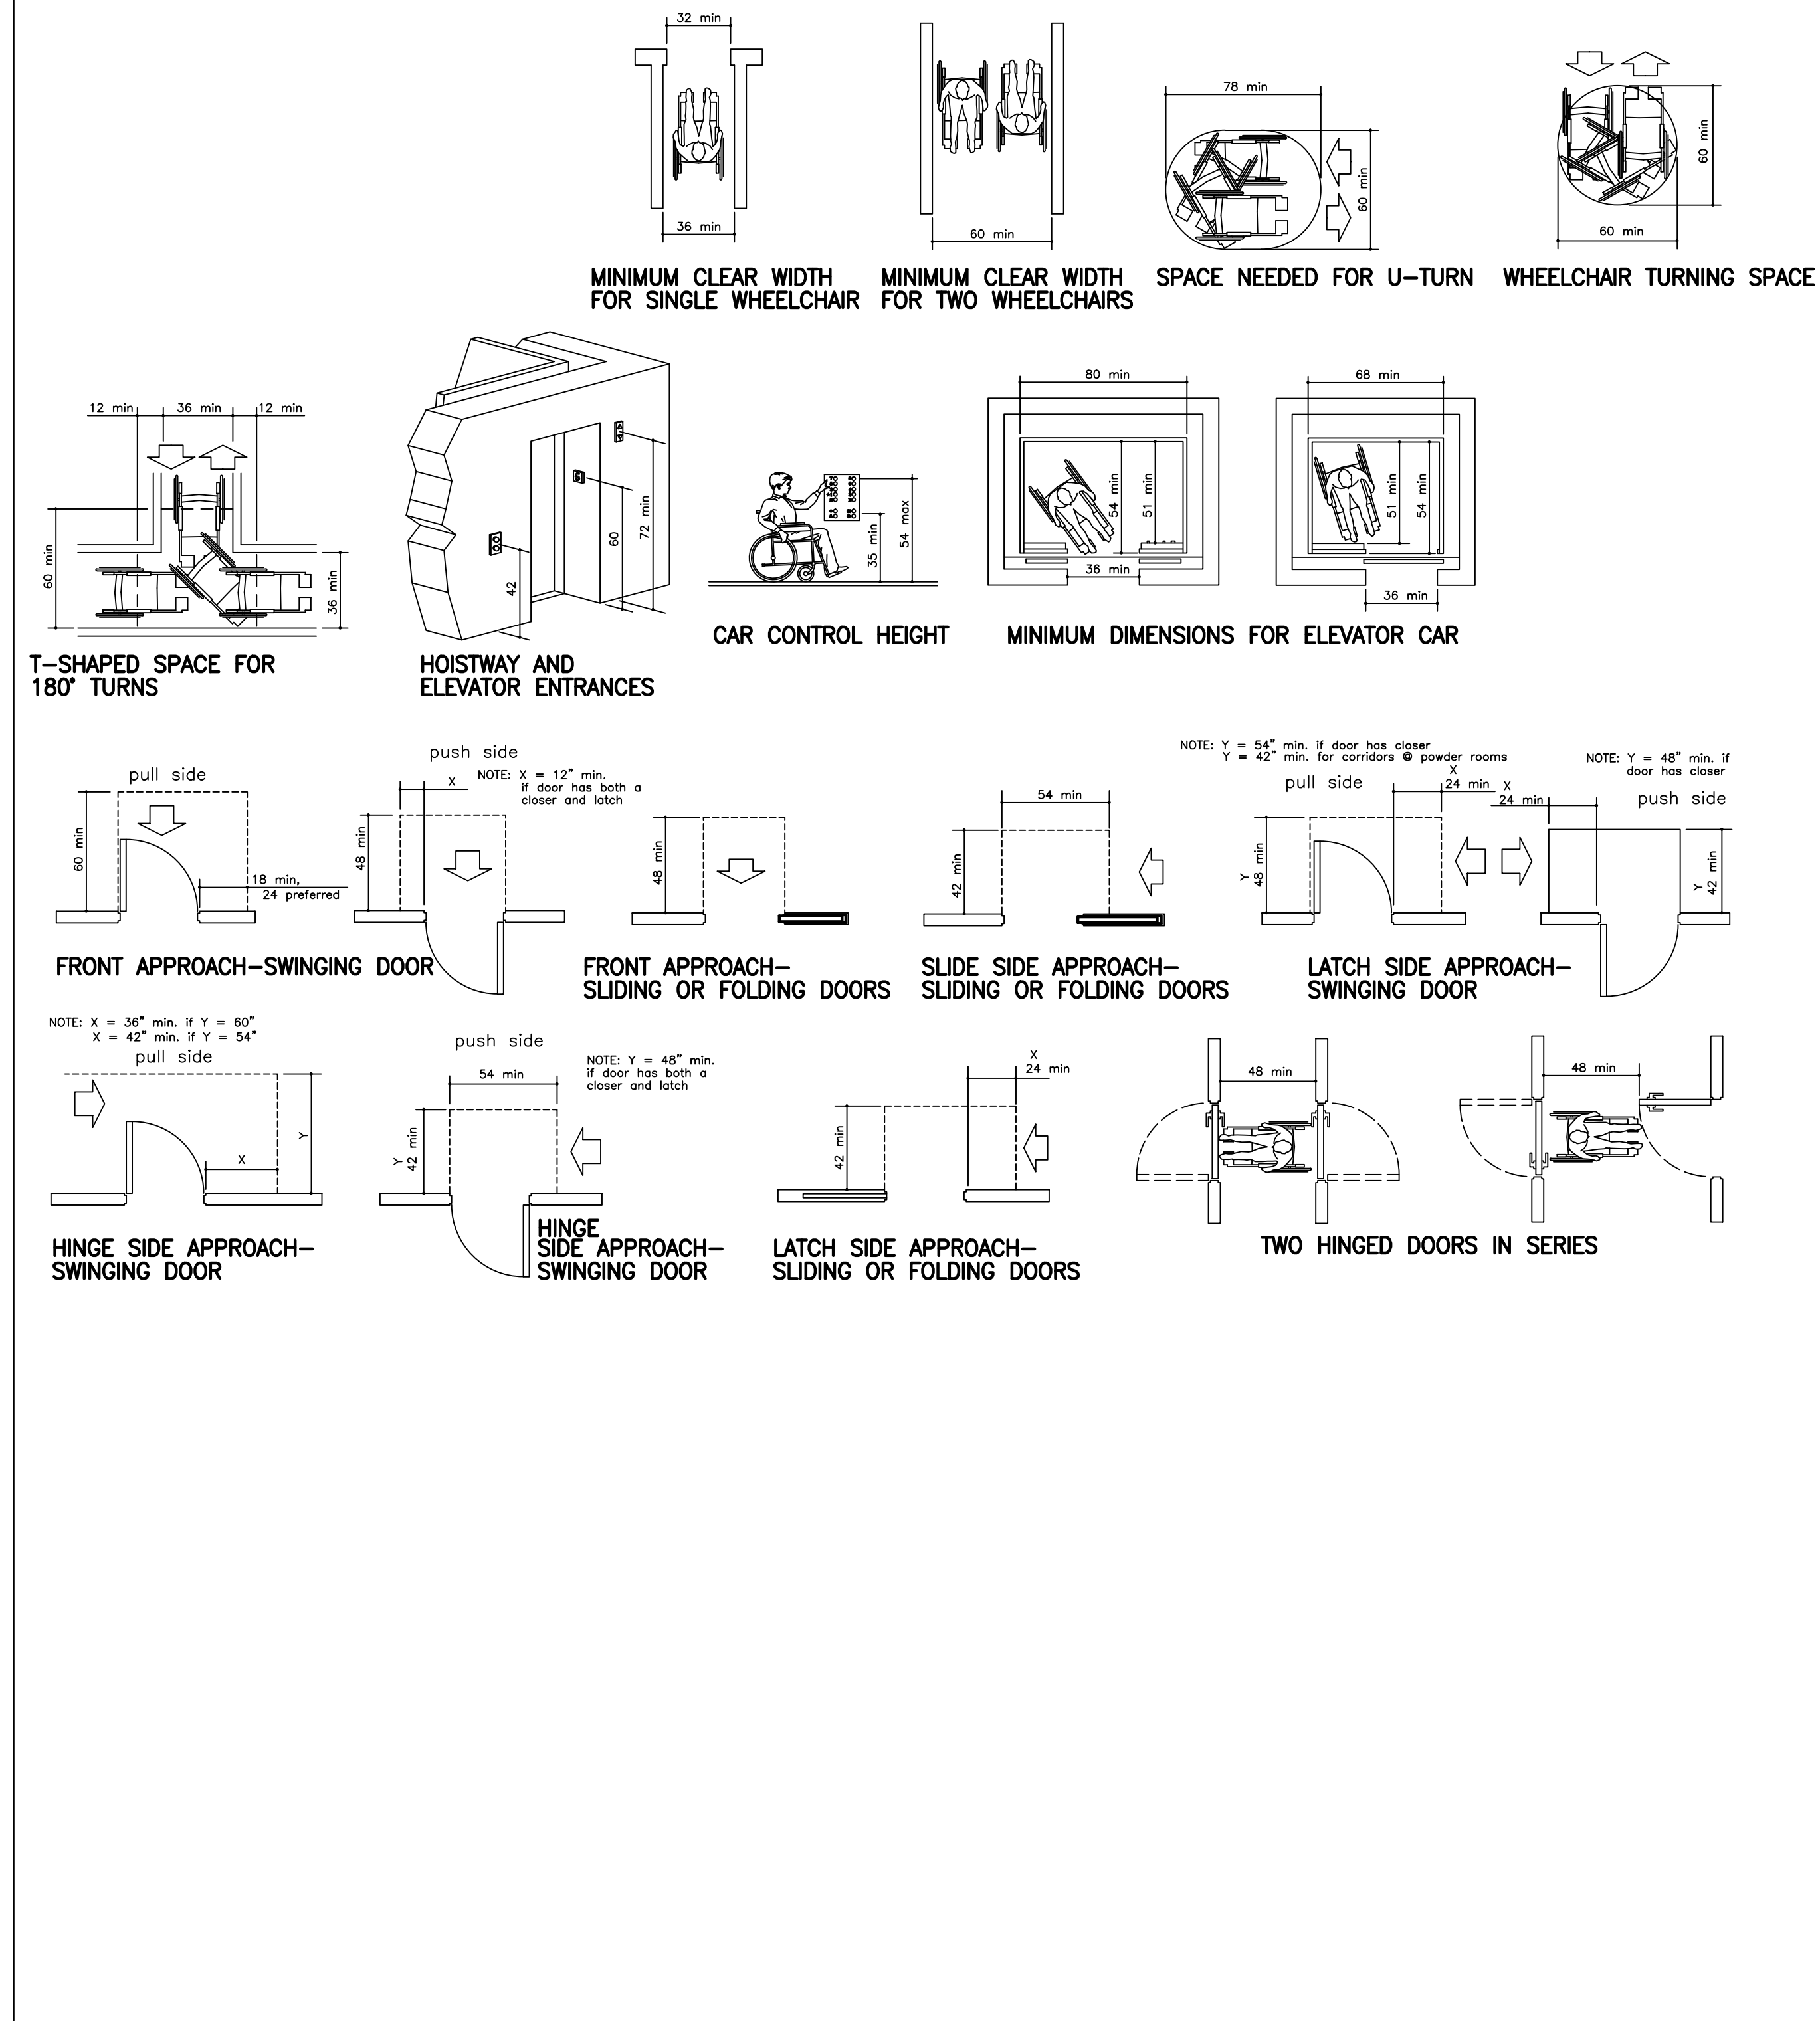 32 min
36 min
MINIMUM CLEAR WIDTH
FOR SINGLE WHEELCHAIR
60 min
MINIMUM CLEAR WIDTH
FOR TWO WHEELCHAIRS
78 min
60 min
SPACE NEEDED FOR U-TURN
60 min
60 min
WHEELCHAIR TURNING SPACE
12 min
36 min
12 min
60 min
36 min
T-SHAPED SPACE FOR
180° TURNS
42
60
72 min
HOISTWAY AND
ELEVATOR ENTRANCES
35 min
54 max
CAR CONTROL HEIGHT
80 min
54 min
51 min
36 min
68 min
51 min
54 min
36 min
MINIMUM DIMENSIONS FOR ELEVATOR CAR
pull side
60 min
18 min,
24 preferred
push side
X
NOTE: X = 12" min.
if door has both a
closer and latch
48 min
FRONT APPROACH-SWINGING DOOR
48 min
FRONT APPROACH-
SLIDING OR FOLDING DOORS
54 min
42 min
SLIDE SIDE APPROACH-
SLIDING OR FOLDING DOORS
NOTE: Y = 54" min. if door has closer
Y = 42" min. for corridors @ powder rooms
pull side
X
24 min
Y
48 min
NOTE: Y = 48" min. if
door has closer
X
24 min
push side
Y
42 min
LATCH SIDE APPROACH-
SWINGING DOOR
NOTE: X = 36" min. if Y = 60"
X = 42" min. if Y = 54"
pull side
X
Y
HINGE SIDE APPROACH-
SWINGING DOOR
push side
54 min
NOTE: Y = 48" min.
if door has both a
closer and latch
Y
42 min
HINGE
SIDE APPROACH-
SWINGING DOOR
X
24 min
42 min
LATCH SIDE APPROACH-
SLIDING OR FOLDING DOORS
48 min
48 min
TWO HINGED DOORS IN SERIES